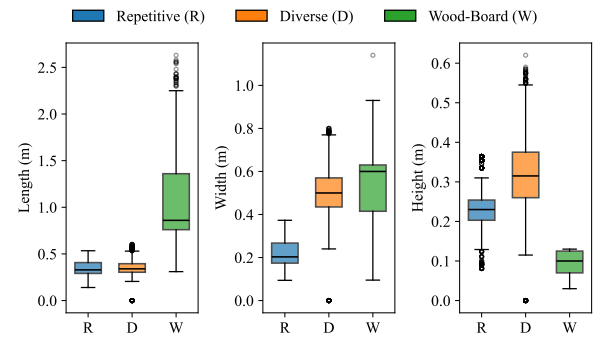 Repetitive (R) Diverse (D) Wood-Board (W)
Length (m)
2.5
2.0
1.5
1.0
0.5
0.0
R D W
Width (m)
1.0
0.8
0.6
0.4
0.2
0.0
R D W
Height (m)
0.6
0.5
0.4
0.3
0.2
0.1
0.0
R D W